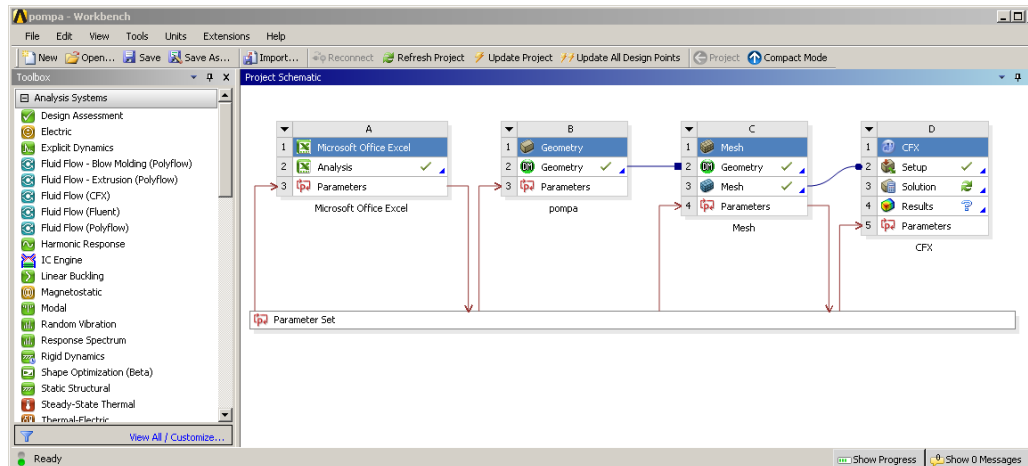 pompa - Workbench
File Edit View Tools Units Extensions Help
New Open... Save Save As... Import... Reconnect Refresh Project Update Project Update All Design Points Project Compact Mode
Toolbox
Project Schematic
Analysis Systems
Design Assessment
Electric
Explicit Dynamics
Fluid Flow - Blow Molding (Polyflow)
Fluid Flow - Extrusion (Polyflow)
Fluid Flow (CFX)
Fluid Flow (Fluent)
Fluid Flow (Polyflow)
Harmonic Response
IC Engine
Linear Buckling
Magnetostatic
Modal
Random Vibration
Response Spectrum
Rigid Dynamics
Shape Optimization (Beta)
Static Structural
Steady-State Thermal
Thermal-Electric
View All / Customize...
A
1 Microsoft Office Excel
2 Analysis
3 Parameters
Microsoft Office Excel
B
1 Geometry
2 Geometry
3 Parameters
pompa
C
1 Mesh
2 Geometry
3 Mesh
4 Parameters
Mesh
D
1 CFX
2 Setup
3 Solution
4 Results
5 Parameters
CFX
Parameter Set
Ready
Show Progress
Show 0 Messages